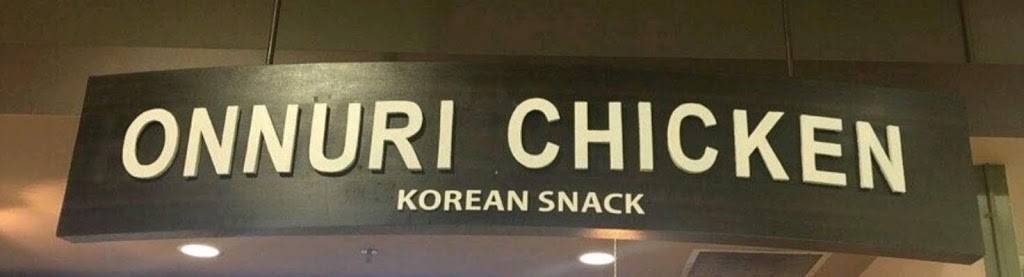 ONNURI CHICKEN
KOREAN SNACK